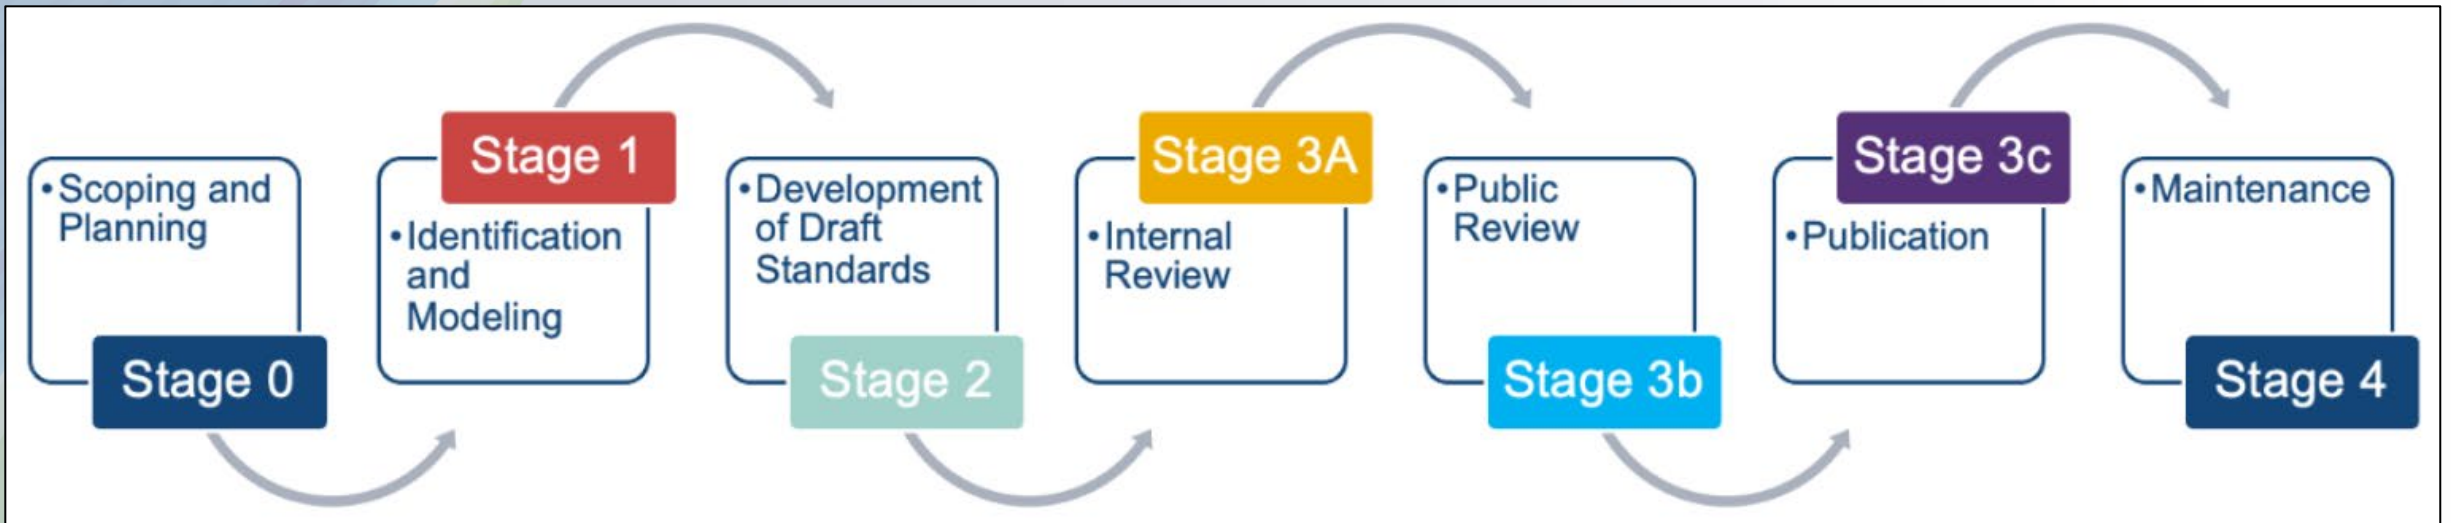 • Scoping and
Planning
Stage 0
Stage 1
• Identification
and
Modeling
• Development
of Draft
Standards
Stage 2
Stage 3A
• Internal
Review
• Public
Review
Stage 3b
Stage 3c
• Publication
• Maintenance
Stage 4